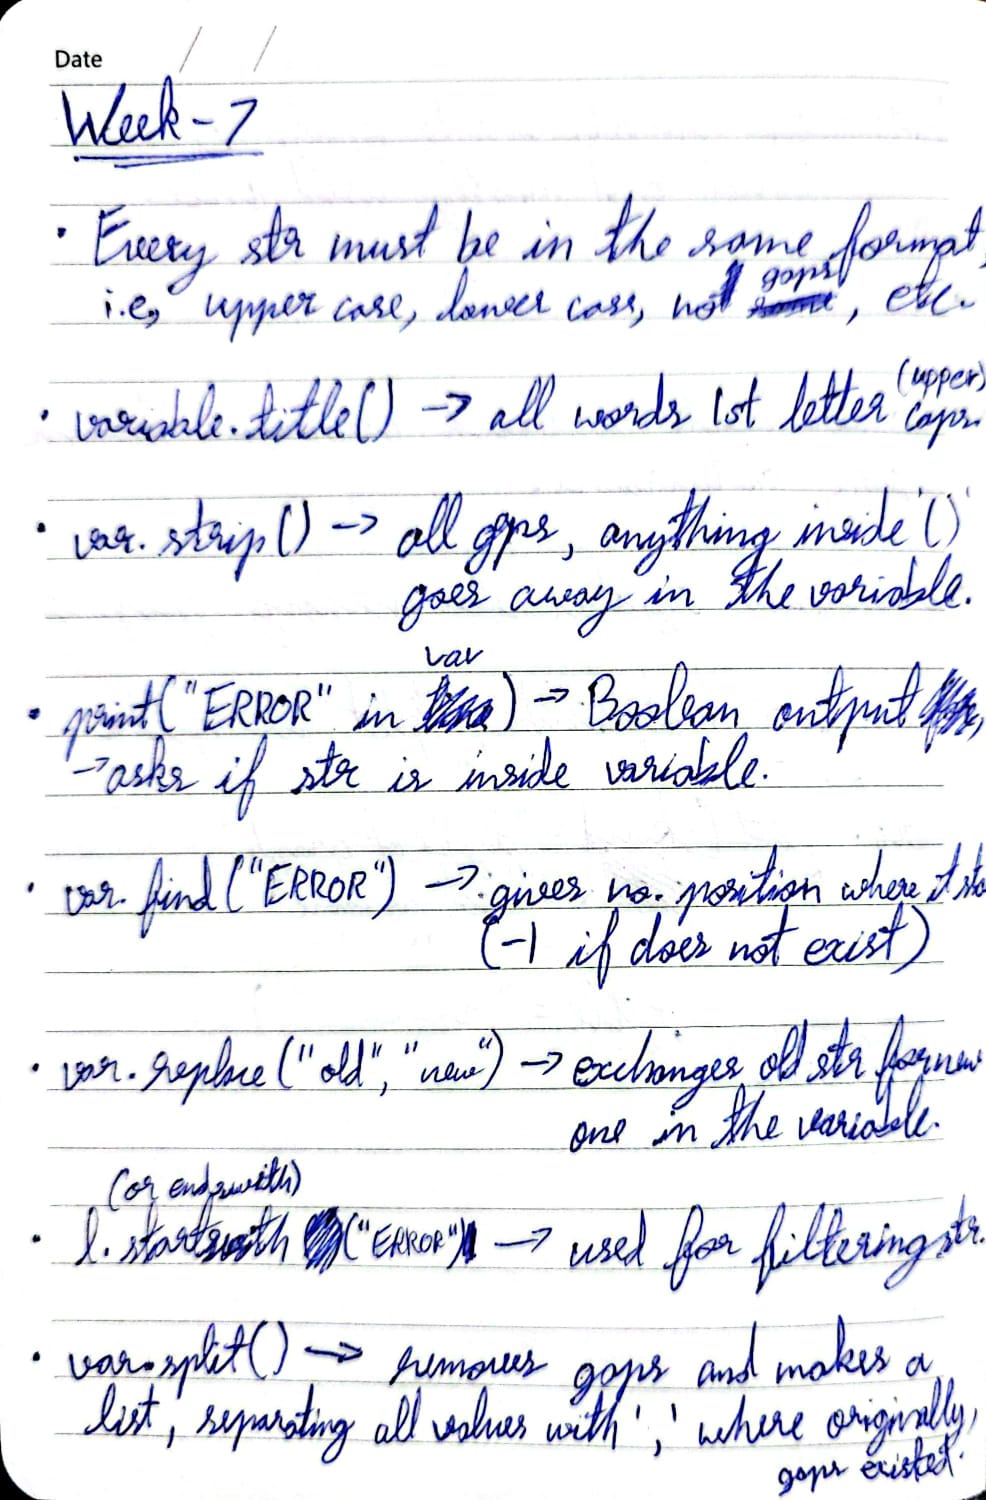 Date / /
Week-7
• Every str must be in the same format,
i.e, upper case, lower case, no gaps, etc.
• variable.title() -> all words 1st letter (upper) caps.
• var.strip() -> all gps, anything inside '()'
goes away in the variable.
• print("ERROR" in var) -> Boolean output
-> asks if str is inside variable.
• var.find("ERROR") -> gives no. position where it sta
(-1 if does not exist)
• var.replace("old", "new") -> exchanges old str for new
one in the variable.
(or endswith)
• l.startswith("ERROR") -> used for filtering str.
• var.split() -> removes gaps and makes a
list, separating all values with ',' where originally,
gaps existed.